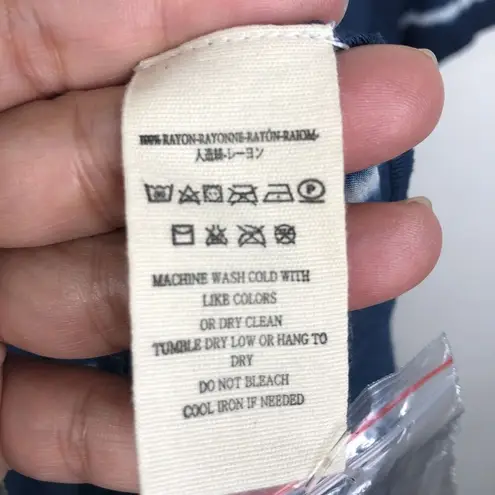 100% RAYON-RAYONNE-RAYÓN-RAIOM-
人造絲-レーヨン
P
MACHINE WASH COLD WITH
LIKE COLORS
OR DRY CLEAN
TUMBLE DRY LOW OR HANG TO
DRY
DO NOT BLEACH
COOL IRON IF NEEDED